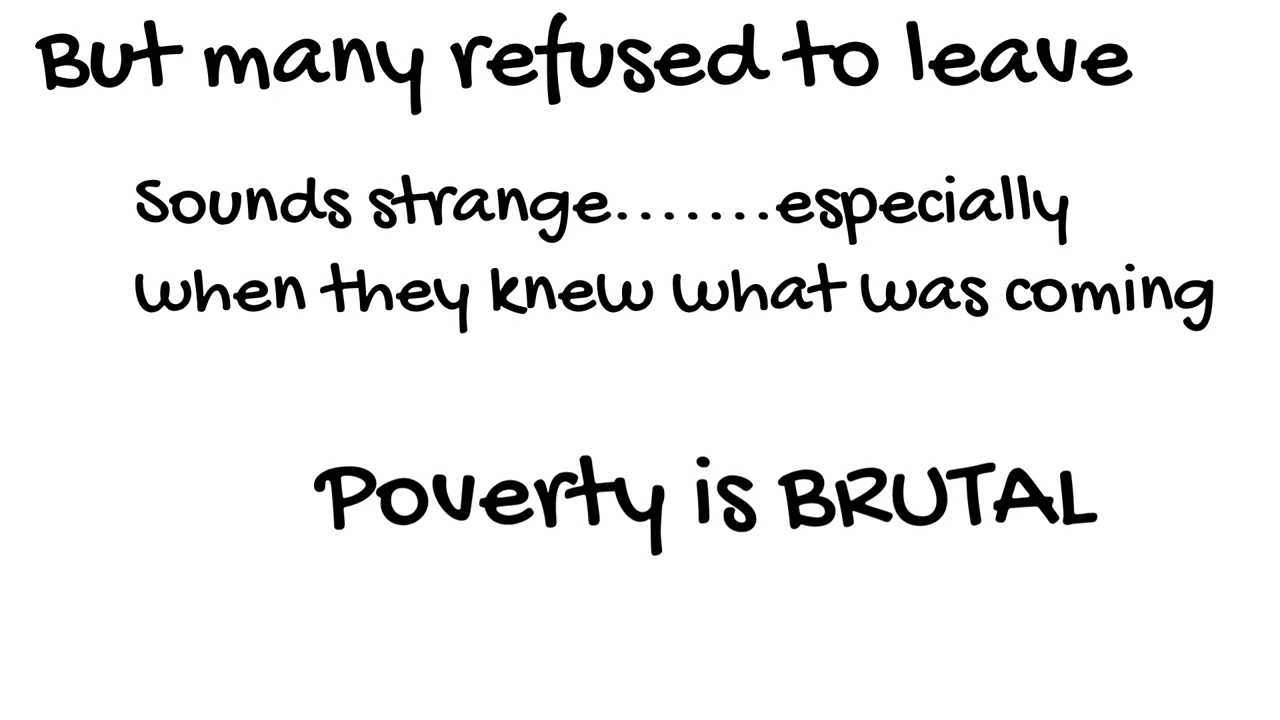 But many refused to leave
Sounds strange.......especially
when they knew what was coming
Poverty is BRUTAL